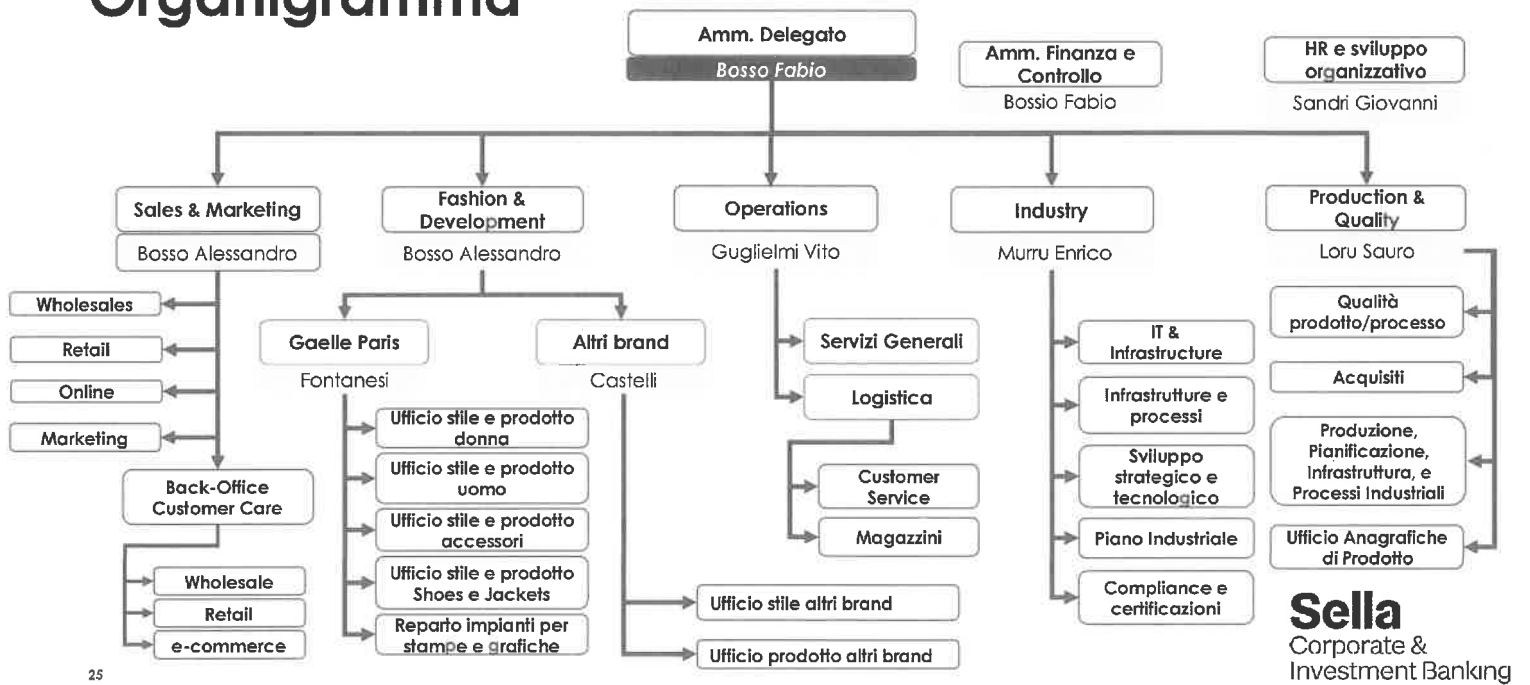 Organigramma
Amm. Delegato
Bosso Fabio
Amm. Finanza e
Controllo
Bossio Fabio
HR e sviluppo
organizzativo
Sandri Giovanni
Sales & Marketing
Bosso Alessandro
Fashion &
Development
Bosso Alessandro
Operations
Guglielmi Vito
Industry
Murru Enrico
Production &
Quality
Loru Sauro
Wholesales
Retail
Online
Marketing
Back-Office
Customer Care
Wholesale
Retail
e-commerce
Gaelle Paris
Fontanesi
Ufficio stile e prodotto
donna
Ufficio stile e prodotto
uomo
Ufficio stile e prodotto
accessori
Ufficio stile e prodotto
Shoes e Jackets
Reparto impianti per
stampe e grafiche
Altri brand
Castelli
Ufficio stile altri brand
Ufficio prodotto altri brand
Servizi Generali
Logistica
Customer
Service
Magazzini
IT &
Infrastructure
Infrastrutture e
processi
Sviluppo
strategico e
tecnologico
Piano Industriale
Compliance e
certificazioni
Qualità
prodotto/processo
Acquisiti
Produzione,
Pianificazione,
Infrastruttura, e
Processi Industriali
Ufficio Anagrafiche
di Prodotto
Sella
Corporate &
Investment Banking
25